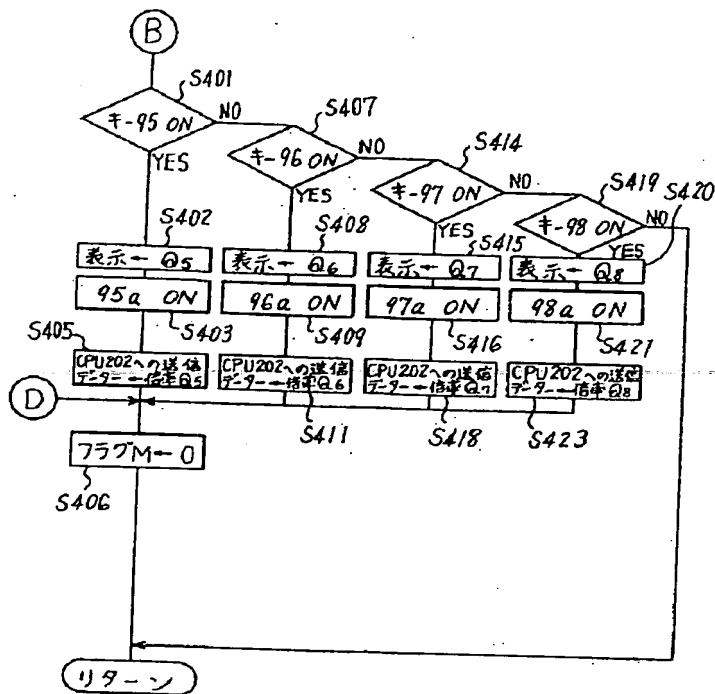 B
S401
キ-95 ON
NO
YES
S407
キ-96 ON
NO
YES
S414
キ-97 ON
NO
YES
S419
キ-98 ON
NO
YES
S420
S402
表示 ← Q5
S408
表示 ← Q6
S415
表示 ← Q7
表示 ← Q8
95a ON
S403
96a ON
S409
97a ON
S416
98a ON
S421
S405
CPU202への送信
データー←倍率Q5
CPU202への送信
データー←倍率Q6
S411
CPU202への送信
データー←倍率Q7
S418
CPU202への送信
データー←倍率Q8
S423
D
フラグM←0
S406
リターン